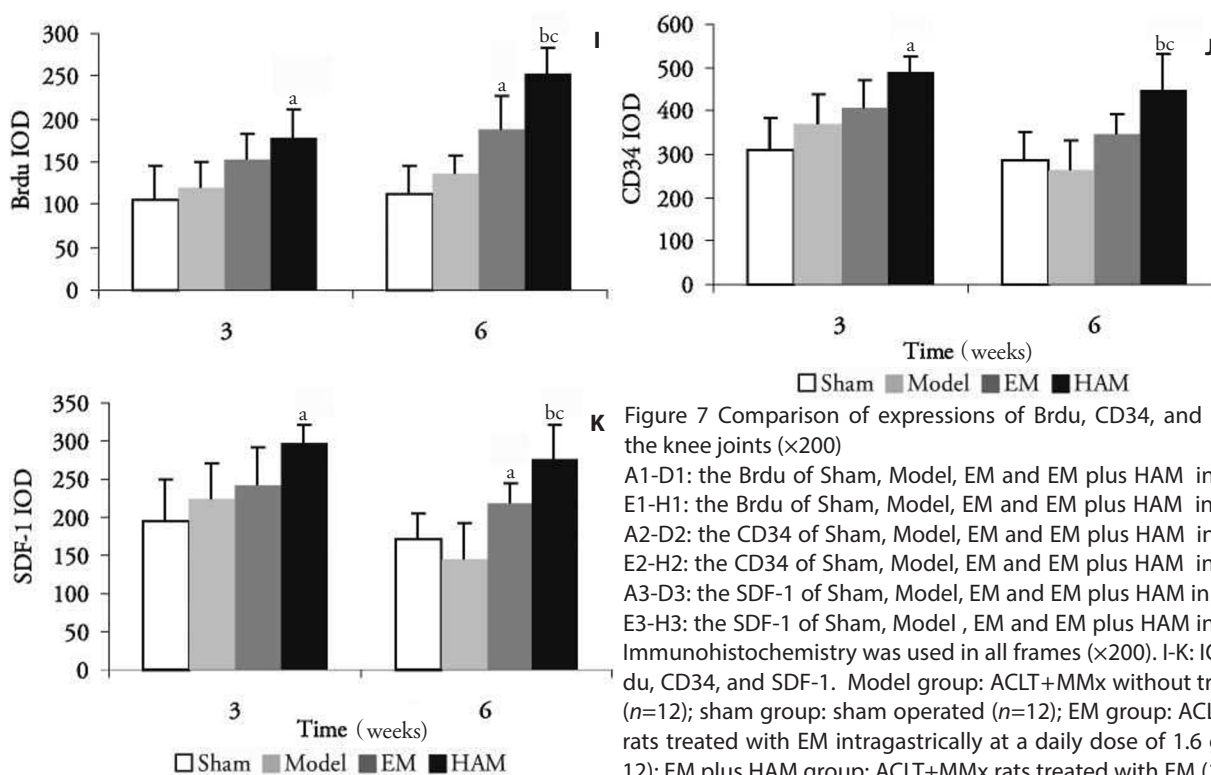 300
250
200
150
100
50
0
Brdu IOD
a
a
bc
I
3
6
600
500
400
300
200
100
0
CD34 IOD
a
bc
3
6
Time (weeks)
Sham Model EM HAM
350
300
250
200
150
100
50
0
SDF-1 IOD
a
a
bc
K
3
6
Time (weeks)
Sham Model EM HAM
Figure 7 Comparison of expressions of Brdu, CD34, and
the knee joints (×200)
A1-D1: the Brdu of Sham, Model, EM and EM plus HAM in
E1-H1: the Brdu of Sham, Model, EM and EM plus HAM in
A2-D2: the CD34 of Sham, Model, EM and EM plus HAM in
E2-H2: the CD34 of Sham, Model, EM and EM plus HAM in
A3-D3: the SDF-1 of Sham, Model, EM and EM plus HAM in
E3-H3: the SDF-1 of Sham, Model , EM and EM plus HAM in
Immunohistochemistry was used in all frames (×200). I-K:
du, CD34, and SDF-1. Model group: ACLT+MMx without
(n=12); sham group: sham operated (n=12); EM group:
rats treated with EM intragastrically at a daily dose of 1.6
12); EM plus HAM group: ACLT+MMx rats treated with EM